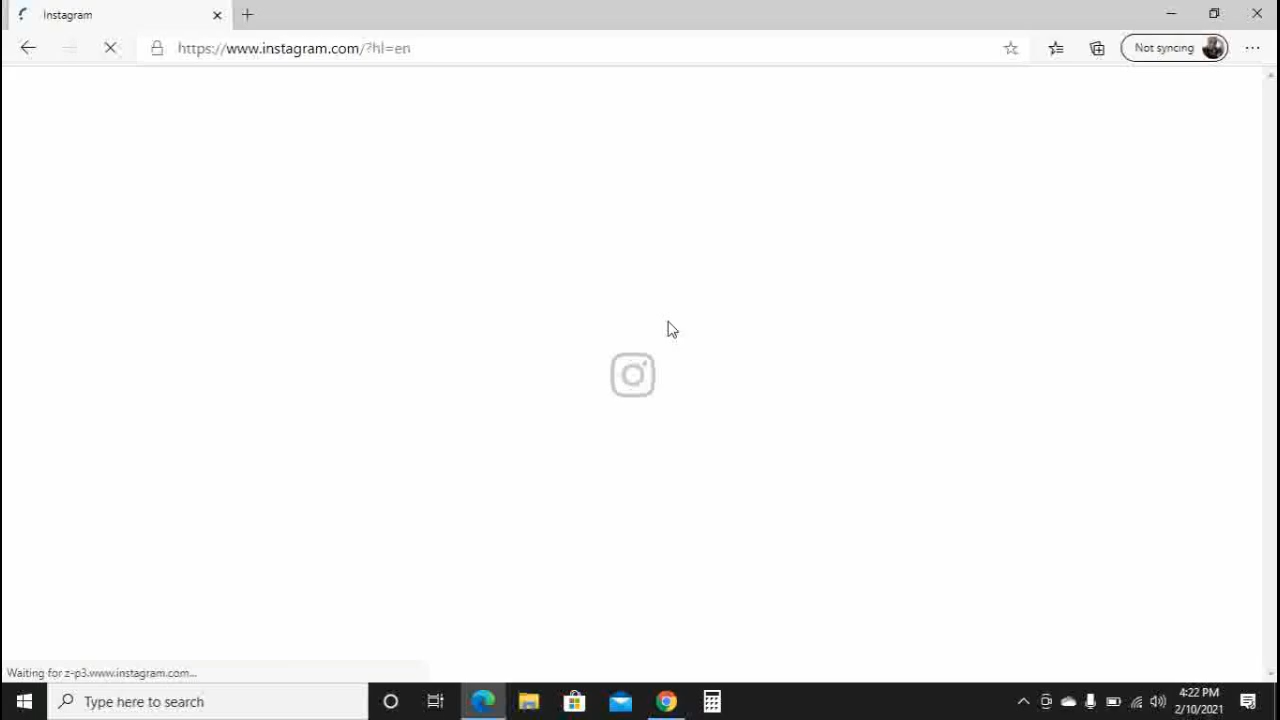 Instagram
https://www.instagram.com/?hl=en
Not syncing
Waiting for z-p3.www.instagram.com...
Type here to search
4:22 PM
2/10/2021